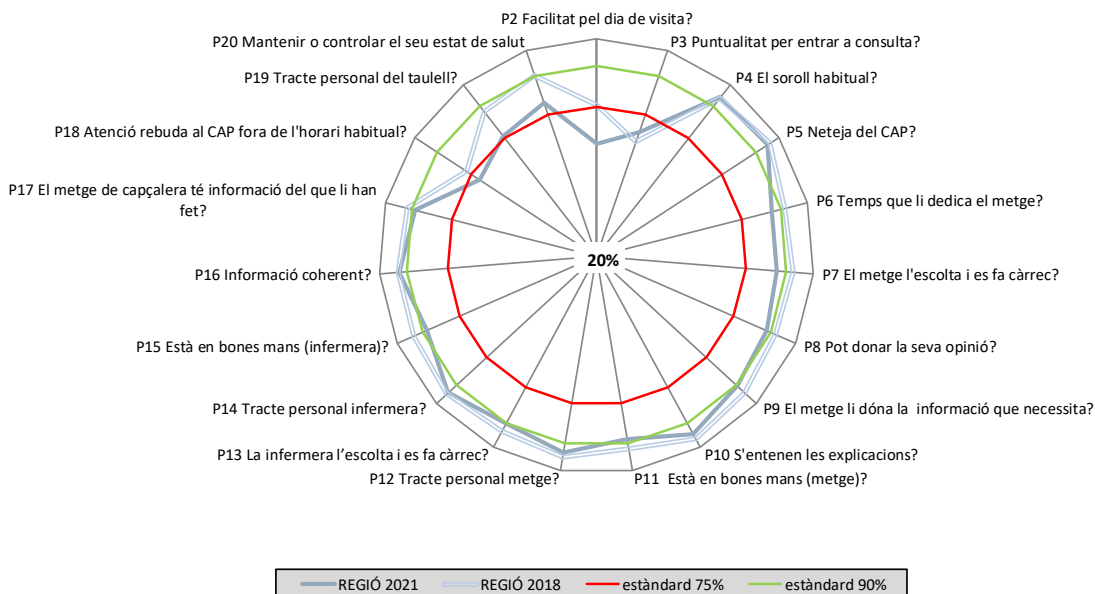 P2 Facilitat pel dia de visita?
P3 Puntualitat per entrar a consulta?
P4 El soroll habitual?
P5 Neteja del CAP?
P6 Temps que li dedica el metge?
P7 El metge l'escolta i es fa càrrec?
P8 Pot donar la seva opinió?
P9 El metge li dóna la  informació que necessita?
P10 S'entenen les explicacions?
P11  Està en bones mans (metge)?
P12 Tracte personal metge?
P13 La infermera l’escolta i es fa càrrec?
P14 Tracte personal infermera?
P15 Està en bones mans (infermera)?
P16 Informació coherent?
P17 El metge de capçalera té informació del que li han
fet?
P18 Atenció rebuda al CAP fora de l'horari habitual?
P19 Tracte personal del taulell?
P20 Mantenir o controlar el seu estat de salut
20%
REGIÓ 2021 REGIÓ 2018 estàndard 75% estàndard 90%